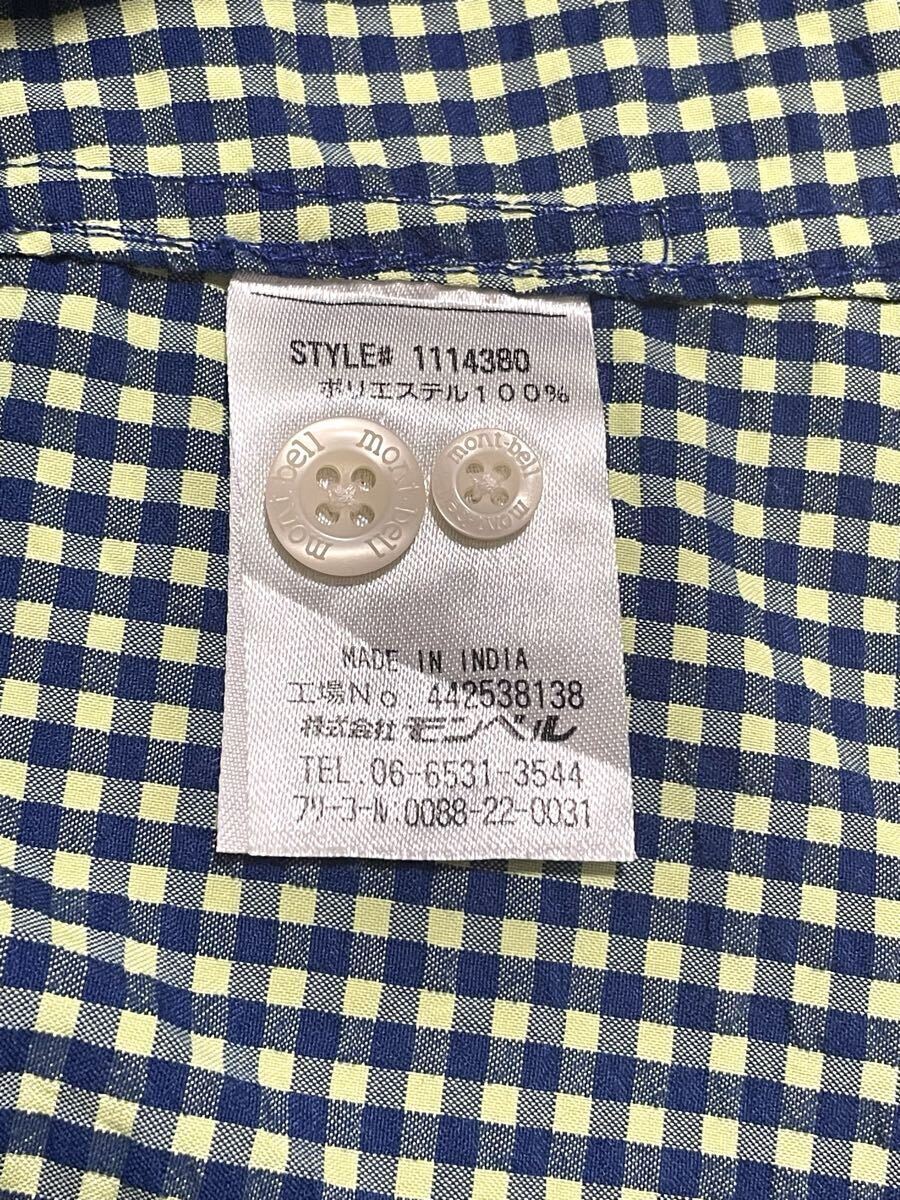 STYLE# 1114380
ポリエステル100%
mont-bell mont-bell
mont-bell mont-bell
MADE IN INDIA
工場No. 442538138
株式会社 モンベル
TEL.06-6531-3544
フリーコール:0088-22-0031